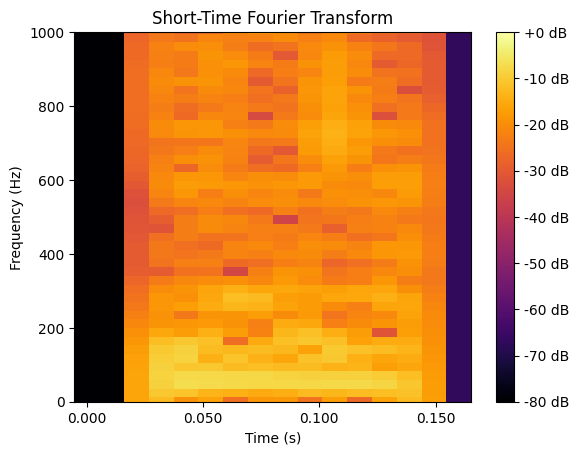 Short-Time Fourier Transform
Frequency (Hz)
1000
800
600
400
200
0
0.000
0.050
0.100
0.150
Time (s)
+0 dB
-10 dB
-20 dB
-30 dB
-40 dB
-50 dB
-60 dB
-70 dB
-80 dB